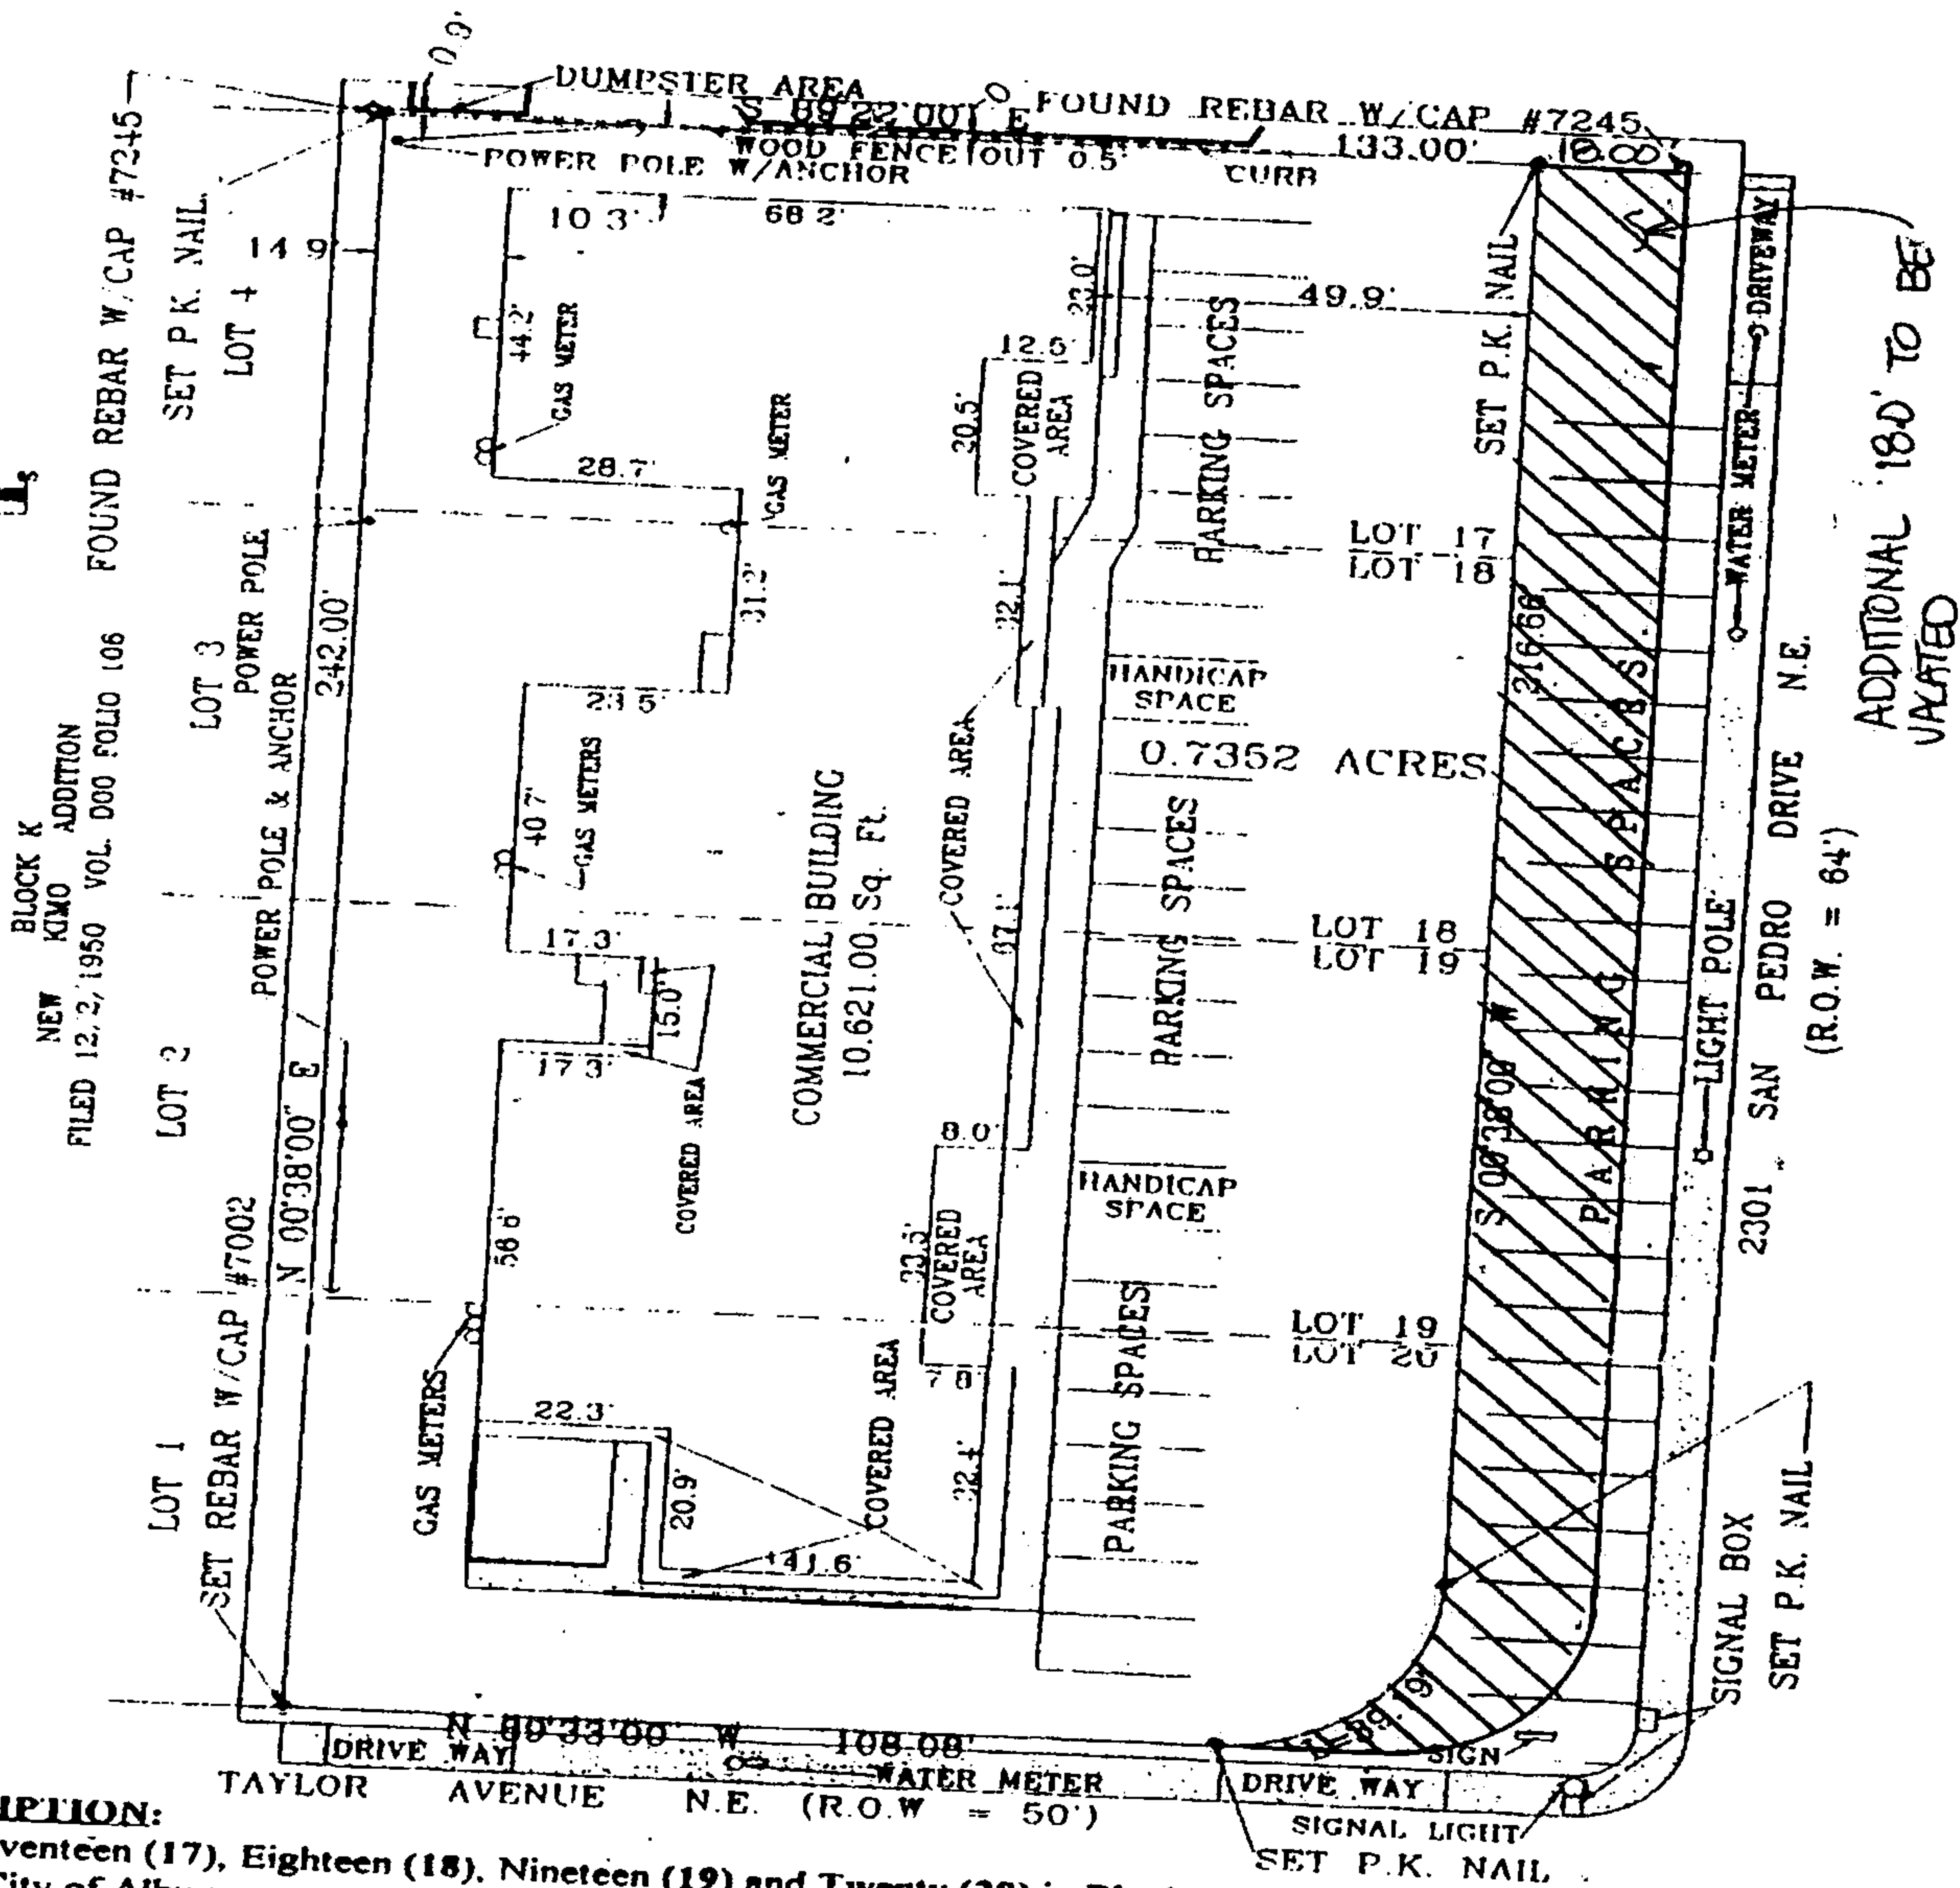 0.0'
DUMPSTER AREA
S 89°22'00" E
FOUND REBAR W/CAP #7245
133.00'
WOOD FENCE OUT 0.5'
POWER POLE W/ANCHOR
CURB
10.3'
68.2'
FOUND REBAR W/CAP #7245
SET P.K. NAIL
14.9
LOT 4
44.2'
GAS METER
28.7'
GAS METER
12.6'
20.5'
COVERED
AREA
49.9'
PARKING SPACES
SET P.K. NAIL
DRIVEWAY
WATER METER
ADDITIONAL 18.0' TO BE
VACATED
BLOCK K
NEW KIMO ADDITION
FILED 12/2/1950 VOL. D00 FOLIO 106
LOT 3
POWER POLE
POWER POLE & ANCHOR
242.00'
31.2'
23.5'
LOT 17
LOT 18
216.66'
HANDICAP
SPACE
0.7352 ACRES
40.7'
GAS METERS
COMMERCIAL BUILDING
10.621.00 Sq. Ft.
COVERED AREA
PARKING SPACES
LOT 18
LOT 19
S 00°38'00" W
PARKING SPACES
LIGHT POLE
2301 SAN PEDRO DRIVE N.E.
(R.O.W. = 64')
LOT 2
N 00°38'00" E
17.3'
15.0'
17.3'
COVERED AREA
8.0'
HANDICAP
SPACE
COVERED
AREA
LOT 19
LOT 20
LOT 1
SET REBAR W/CAP #7002
GAS METERS
22.3'
20.9'
41.6'
COVERED AREA
PARKING SPACES
SIGNAL BOX
SET P.K. NAIL
N 89°33'00" W 108.08'
L=89.19'
SIGN
DRIVE WAY
WATER METER
DRIVE WAY
TAYLOR AVENUE N.E. (R.O.W = 50')
SIGNAL LIGHT
SET P.K. NAIL
IPTION:
venteen (17), Eighteen (18), Nineteen (19) and Twenty
City of